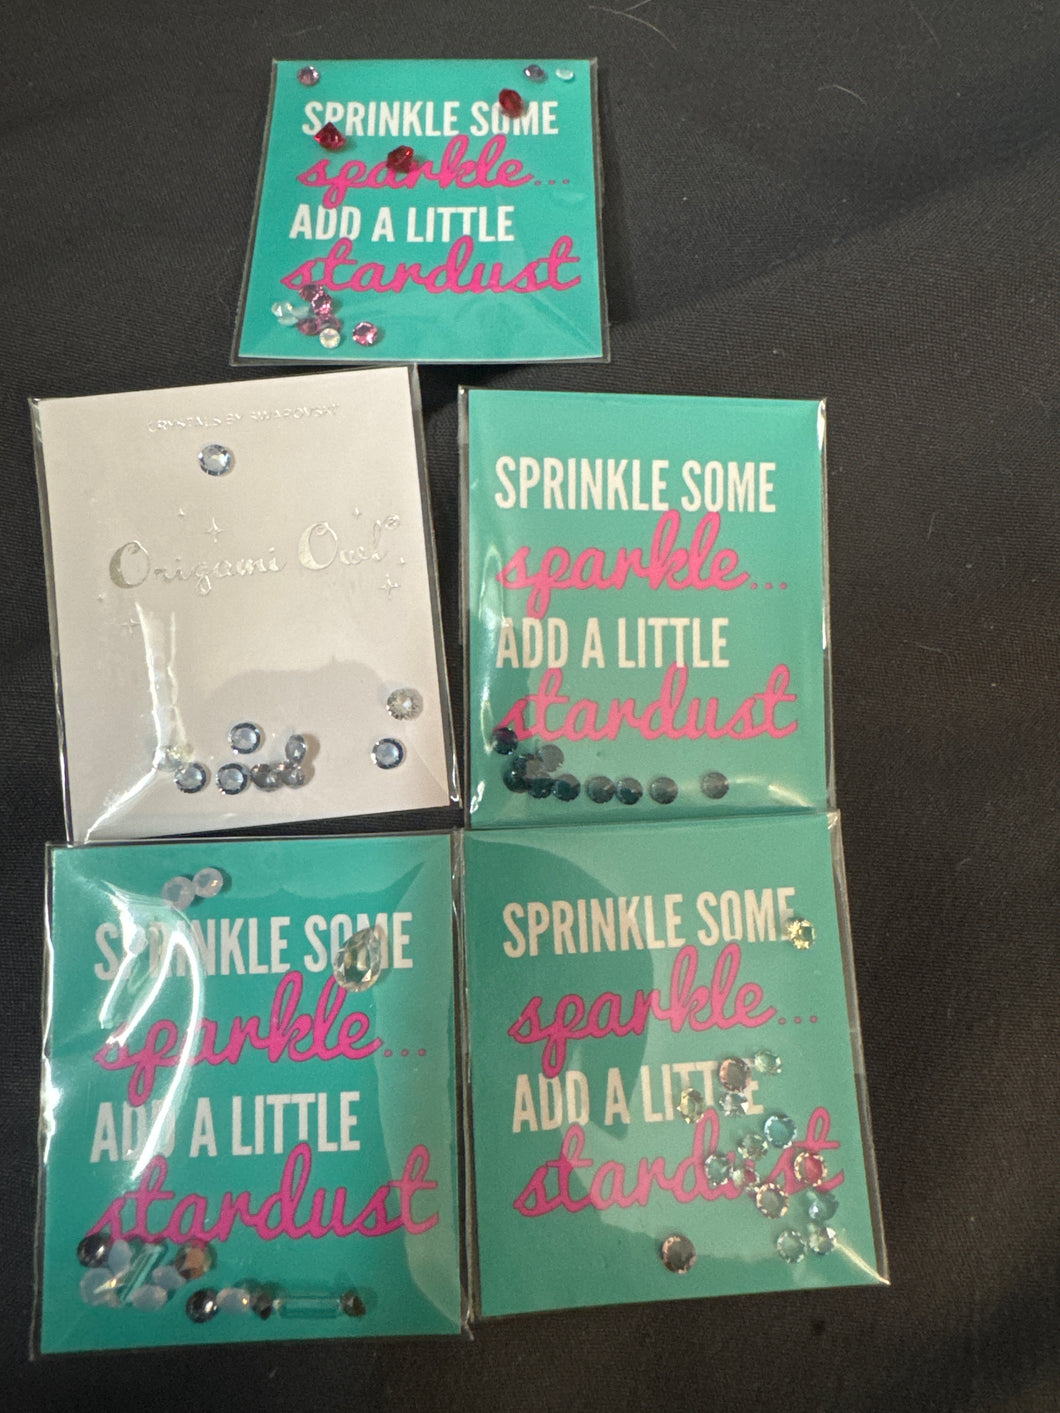 SPRINKLE SOME
sparkle...
ADD A LITTLE
stardust
CRYSTALS BY SWAROVSKI
Origami Owl®
SPRINKLE SOME
sparkle...
ADD A LITTLE
stardust
SPRINKLE SOME
sparkle...
ADD A LITTLE
stardust
SPRINKLE SOME
sparkle...
ADD A LITTLE
stardust